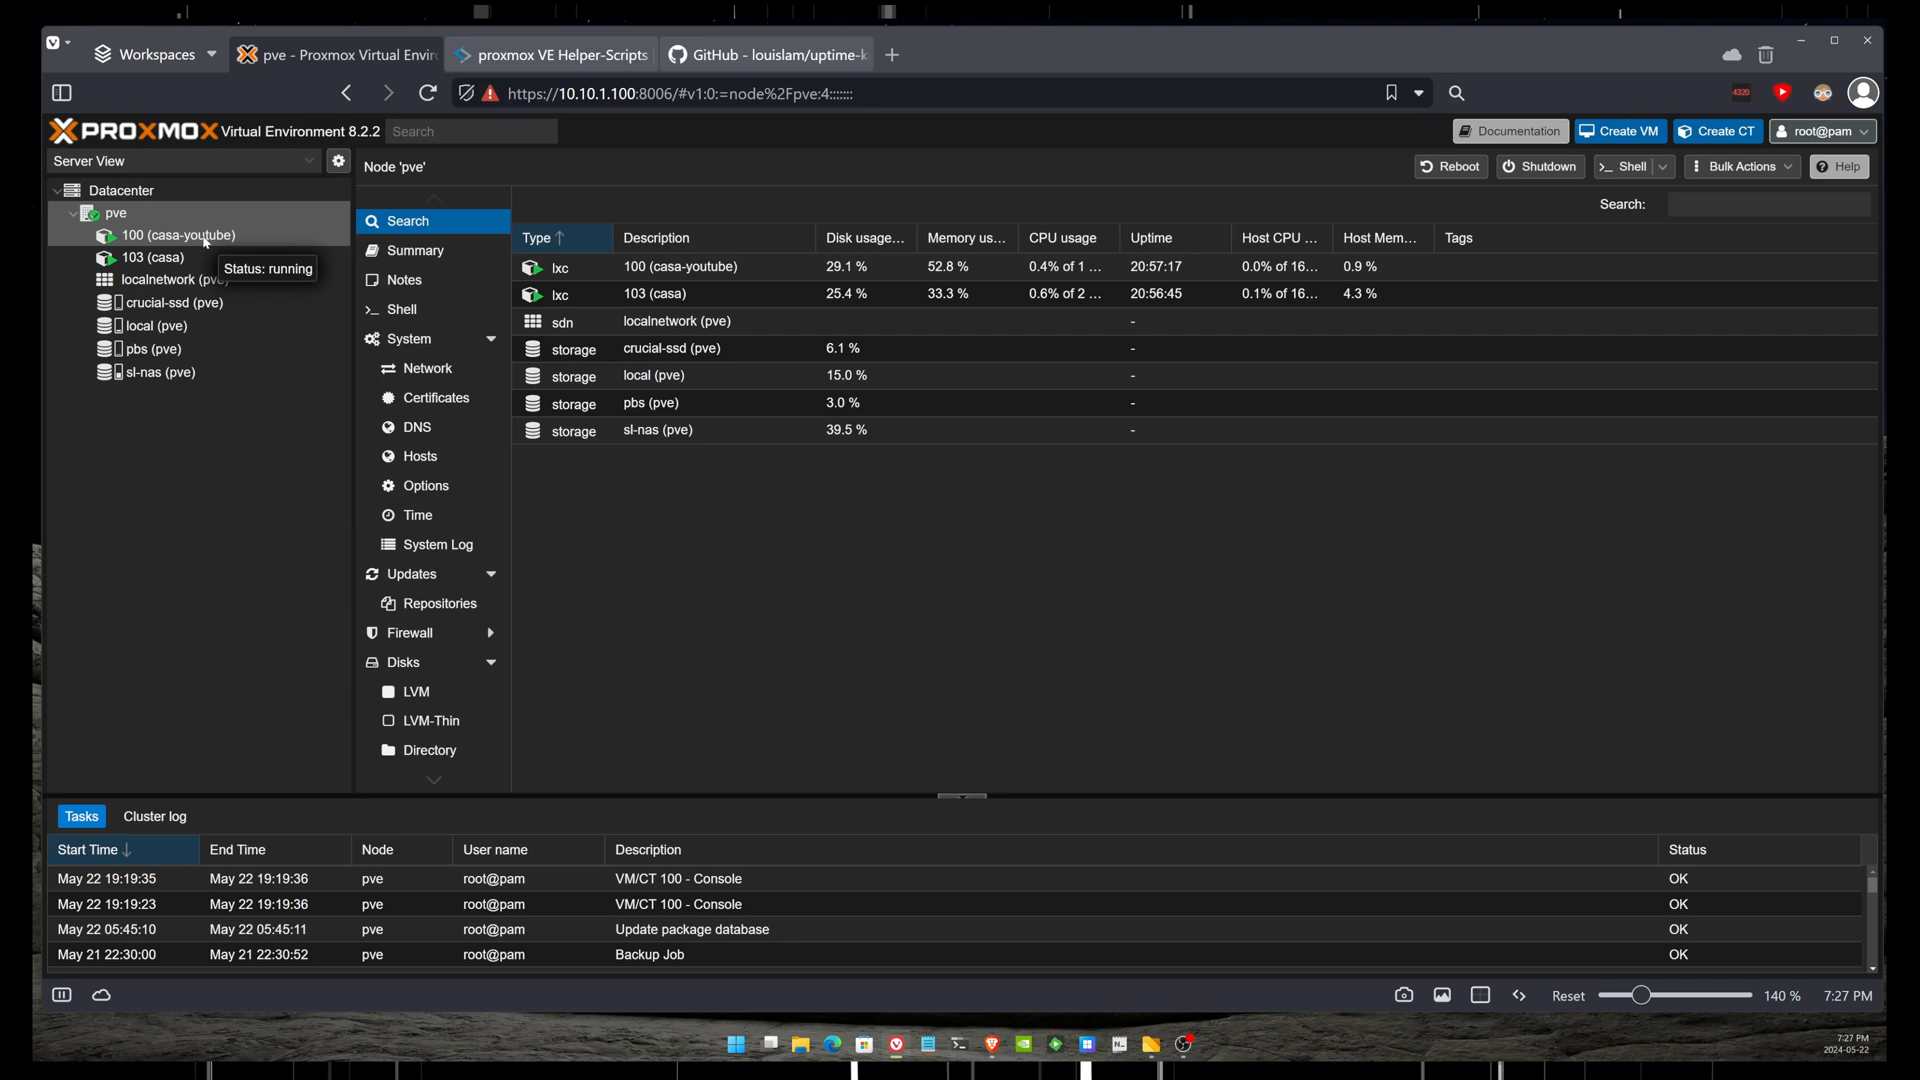 Workspaces
pve - Proxmox Virtual Envir
proxmox VE Helper-Scripts
GitHub - louislam/uptime-k
https://10.10.1.100:8006/#v1:0:=node%2Fpve:4:::::::
4320
PROXMOX Virtual Environment 8.2.2
Search
Documentation
Create VM
Create CT
root@pam
Server View
Node 'pve'
Reboot
Shutdown
Shell
Bulk Actions
Help
Datacenter
pve
100 (casa-youtube)
103 (casa)
Status: running
localnetwork (pve)
crucial-ssd (pve)
local (pve)
pbs (pve)
sl-nas (pve)
Search
Summary
Notes
Shell
System
Network
Certificates
DNS
Hosts
Options
Time
System Log
Updates
Repositories
Firewall
Disks
LVM
LVM-Thin
Directory
Search:
Type Description Disk usage... Memory us... CPU usage Uptime Host CPU ... Host Mem... Tags
lxc 100 (casa-youtube) 29.1 % 52.8 % 0.4% of 1 ... 20:57:17 0.0% of 16... 0.9 %
lxc 103 (casa) 25.4 % 33.3 % 0.6% of 2 ... 20:56:45 0.1% of 16... 4.3 %
sdn localnetwork (pve) -
storage crucial-ssd (pve) 6.1 % -
storage local (pve) 15.0 % -
storage pbs (pve) 3.0 % -
storage sl-nas (pve) 39.5 % -
Tasks
Cluster log
Start Time End Time Node User name Description Status
May 22 19:19:35 May 22 19:19:36 pve root@pam VM/CT 100 - Console OK
May 22 19:19:23 May 22 19:19:36 pve root@pam VM/CT 100 - Console OK
May 22 05:45:10 May 22 05:45:11 pve root@pam Update package database OK
May 21 22:30:00 May 21 22:30:52 pve root@pam Backup Job OK
Reset
140 %
7:27 PM
7:27 PM
2024-05-22